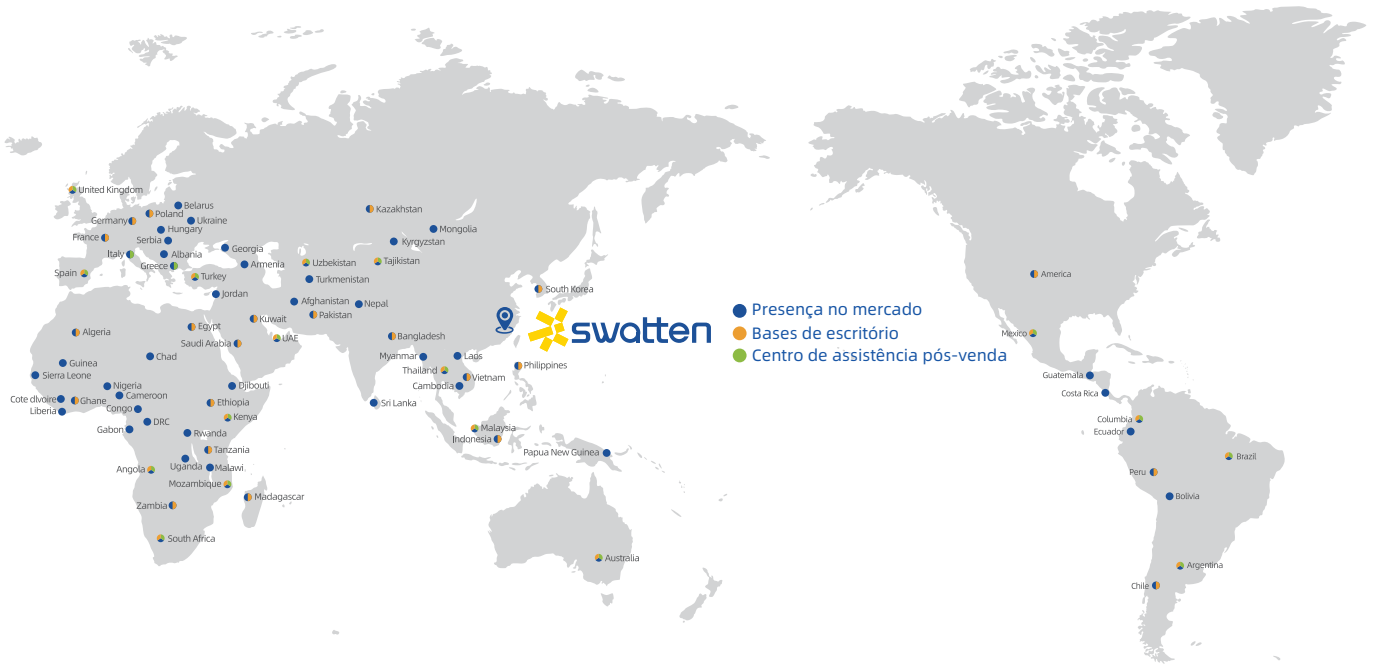 United Kingdom
Belarus
Poland
Germany
Ukraine
Hungary
France
Serbia
Italy
Albania
Greece
Georgia
Armenia
Spain
Turkey
Jordan
Kazakhstan
Mongolia
Kyrgyzstan
Uzbekistan
Tajikistan
Turkmenistan
Afghanistan
Nepal
Pakistan
South Korea
swatten
Presença no mercado
Bases de escritório
Centro de assistência pós-venda
Algeria
Egypt
Kuwait
Saudi Arabia
UAE
Bangladesh
Chad
Myanmar
Laos
Guinea
Thailand
Philippines
Sierra Leone
Vietnam
Nigeria
Djibouti
Cambodia
Cameroon
Cote dIvoire
Ghane
Ethiopia
Sri Lanka
Liberia
Congo
Kenya
DRC
Gabon
Rwanda
Malaysia
Indonesia
Tanzania
Papua New Guinea
Angola
Uganda
Malawi
Mozambique
Madagascar
Zambia
South Africa
Australia
America
Mexico
Guatemala
Costa Rica
Columbia
Ecuador
Brazil
Peru
Bolivia
Argentina
Chile